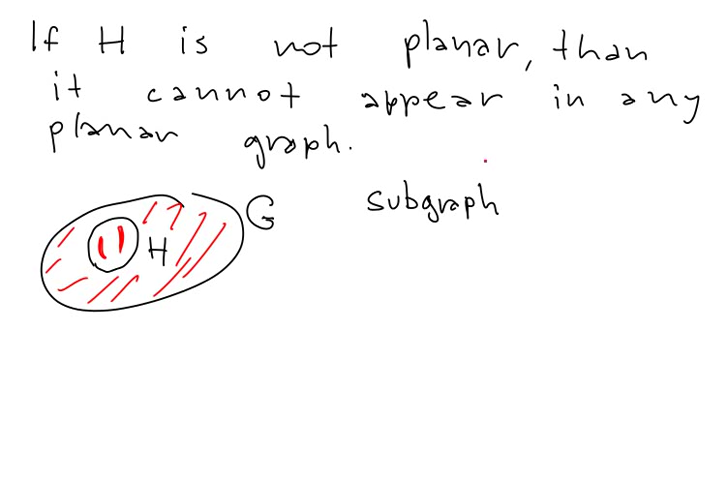 If H is not planar, than
it cannot appear in any
planar graph.
G subgraph
H